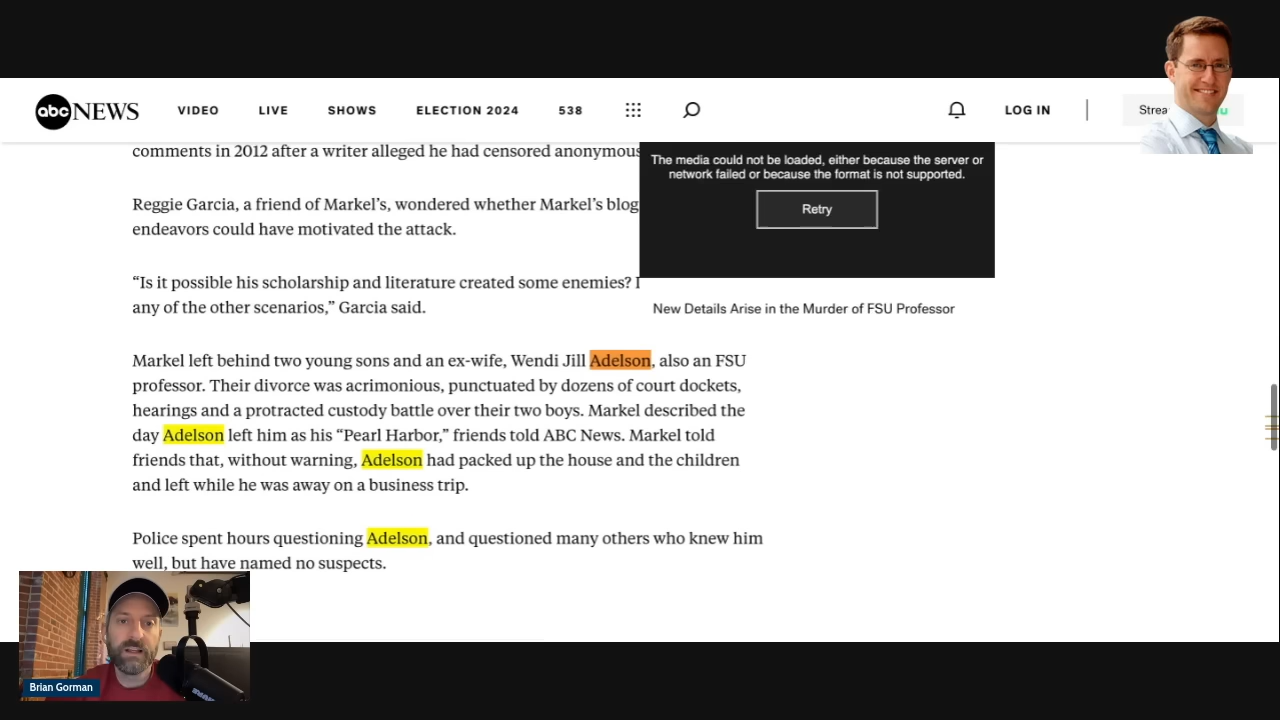 abc NEWS VIDEO LIVE SHOWS ELECTION 2024 538 LOG IN
comments in 2012 after a writer alleged he had censored
The media could not be loaded, either because the server or
network failed or because the format is not supported.
Retry
Reggie Garcia, a friend of Markel's, wondered whether Markel's blog
endeavors could have motivated the attack.
“Is it possible his scholarship and literature created some enemies? I
any of the other scenarios,” Garcia said.
New Details Arise in the Murder of FSU Professor
Markel left behind two young sons and an ex-wife, Wendi Jill Adelson, also an FSU
professor. Their divorce was acrimonious, punctuated by dozens of court dockets,
hearings and a protracted custody battle over their two boys. Markel described the
day Adelson left him as his “Pearl Harbor,” friends told ABC News. Markel told
friends that, without warning, Adelson had packed up the house and the children
and left while he was away on a business trip.
Police spent hours questioning Adelson, and questioned many others who knew him
well, but have named no suspects.
Brian Gorman